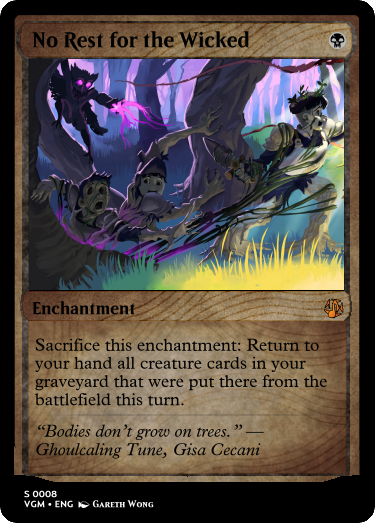 No Rest for the Wicked
Enchantment
Sacrifice this enchantment: Return to
your hand all creature cards in your
graveyard that were put there from the
battlefield this turn.
“Bodies don’t grow on trees.” —
Ghoulcaling Tune, Gisa Cecani
S 0008
VGM • ENG Gareth Wong